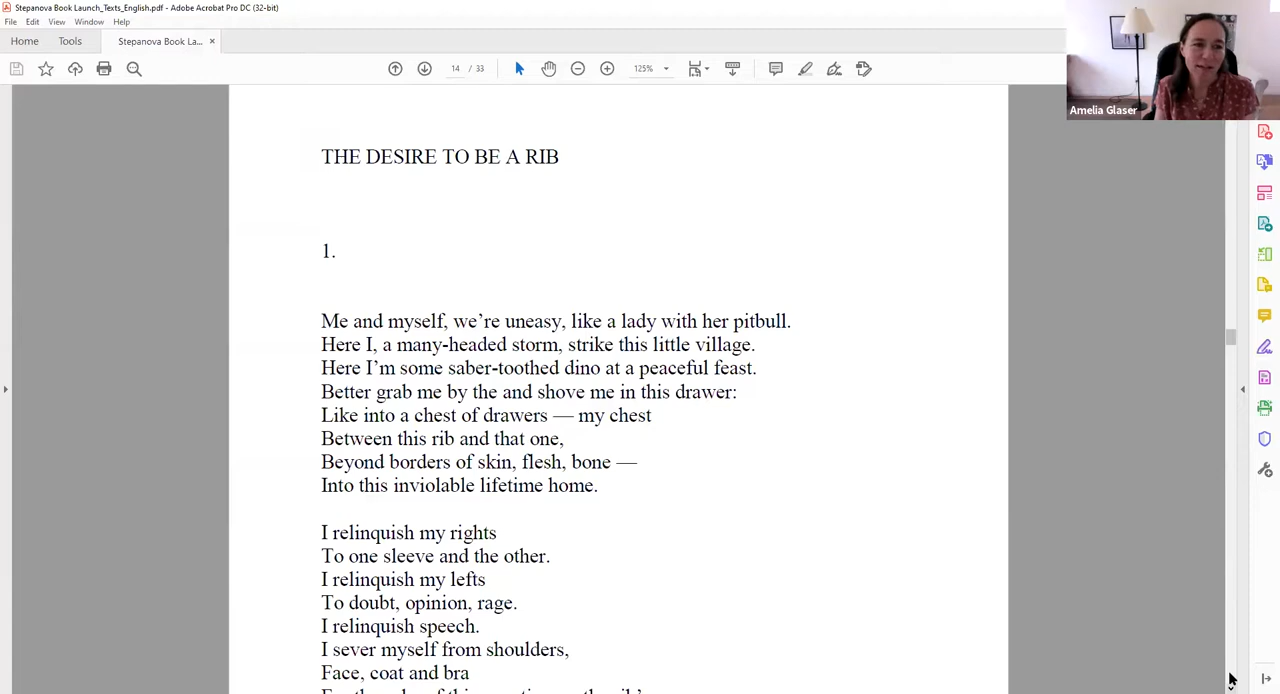 Stepanova Book Launch_Texts_English.pdf - Adobe Acrobat Pro DC (32-bit)
File Edit View Window Help
Home Tools Stepanova Book La... ×
14 / 33 125%
Amelia Glaser
THE DESIRE TO BE A RIB
1.
Me and myself, we’re uneasy, like a lady with her pitbull.
Here I, a many-headed storm, strike this little village.
Here I’m some saber-toothed dino at a peaceful feast.
Better grab me by the and shove me in this drawer:
Like into a chest of drawers — my chest
Between this rib and that one,
Beyond borders of skin, flesh, bone —
Into this inviolable lifetime home.
I relinquish my rights
To one sleeve and the other.
I relinquish my lefts
To doubt, opinion, rage.
I relinquish speech.
I sever myself from shoulders,
Face, coat and bra